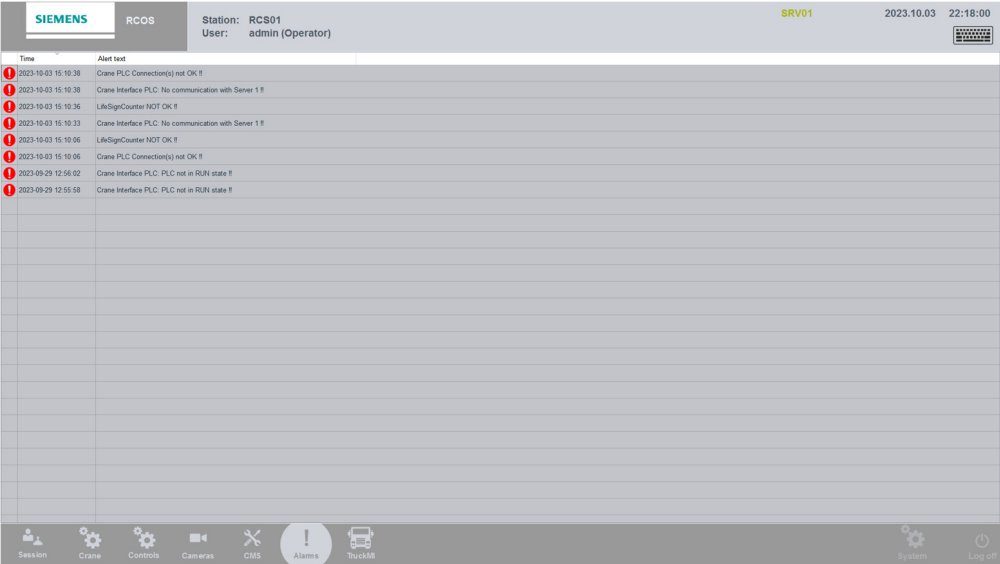 SIEMENS
RCOS
Station: RCS01
User: admin (Operator)
SRV01
2023.10.03 22:18:00
Time Alert text
2023-10-03 15:10:38 Crane PLC Connection(s) not OK !!
2023-10-03 15:10:38 Crane Interface PLC: No communication with Server 1 !!
2023-10-03 15:10:36 LifeSignCounter NOT OK !!
2023-10-03 15:10:33 Crane Interface PLC: No communication with Server 1 !!
2023-10-03 15:10:06 LifeSignCounter NOT OK !!
2023-10-03 15:10:06 Crane PLC Connection(s) not OK !!
2023-09-29 12:56:02 Crane Interface PLC: PLC not in RUN state !!
2023-09-29 12:55:58 Crane Interface PLC: PLC not in RUN state !!
Session Crane Controls Cameras CMS Alarms TruckMI System Log off